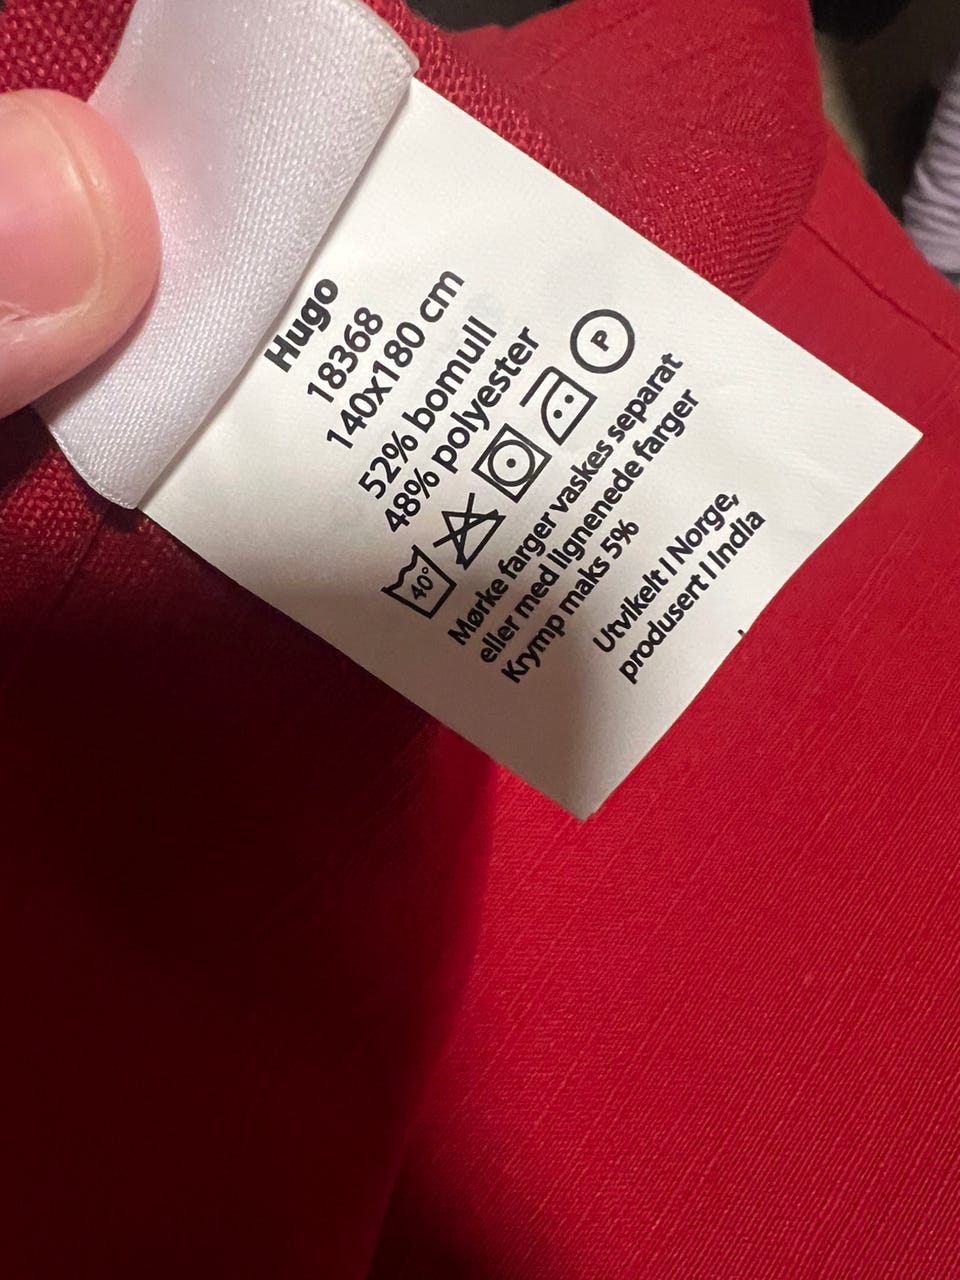 Hugo
18368
140x180 cm
52% bomull
48% polyester
40°
P
Mørke farger vaskes separat
eller med lignenede farger
Krymp maks 5%
Utvikelt i Norge,
produsert i India